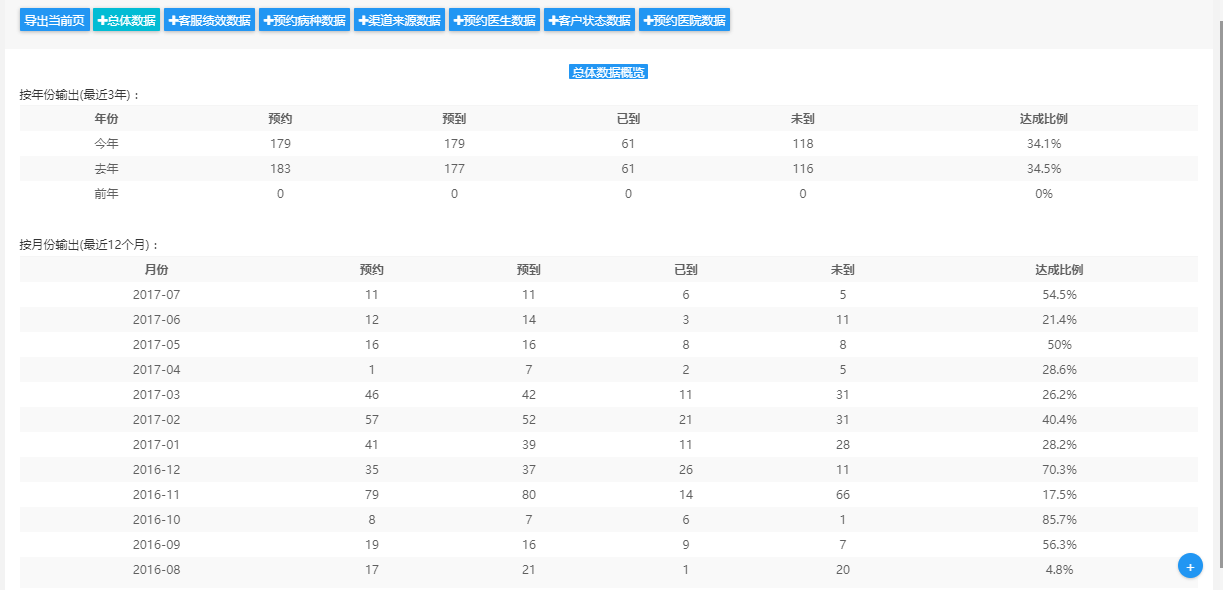 导出当前页 +总体数据 +客服绩效数据 +预约病种数据 +渠道来源数据 +预约医生数据 +客户状态数据 +预约医院数据
总体数据概览
按年份输出(最近3年)：
年份 预约 预到 已到 未到 达成比例
今年 179 179 61 118 34.1%
去年 183 177 61 116 34.5%
前年 0 0 0 0 0%
按月份输出(最近12个月)：
月份 预约 预到 已到 未到 达成比例
2017-07 11 11 6 5 54.5%
2017-06 12 14 3 11 21.4%
2017-05 16 16 8 8 50%
2017-04 1 7 2 5 28.6%
2017-03 46 42 11 31 26.2%
2017-02 57 52 21 31 40.4%
2017-01 41 39 11 28 28.2%
2016-12 35 37 26 11 70.3%
2016-11 79 80 14 66 17.5%
2016-10 8 7 6 1 85.7%
2016-09 19 16 9 7 56.3%
2016-08 17 21 1 20 4.8%
+